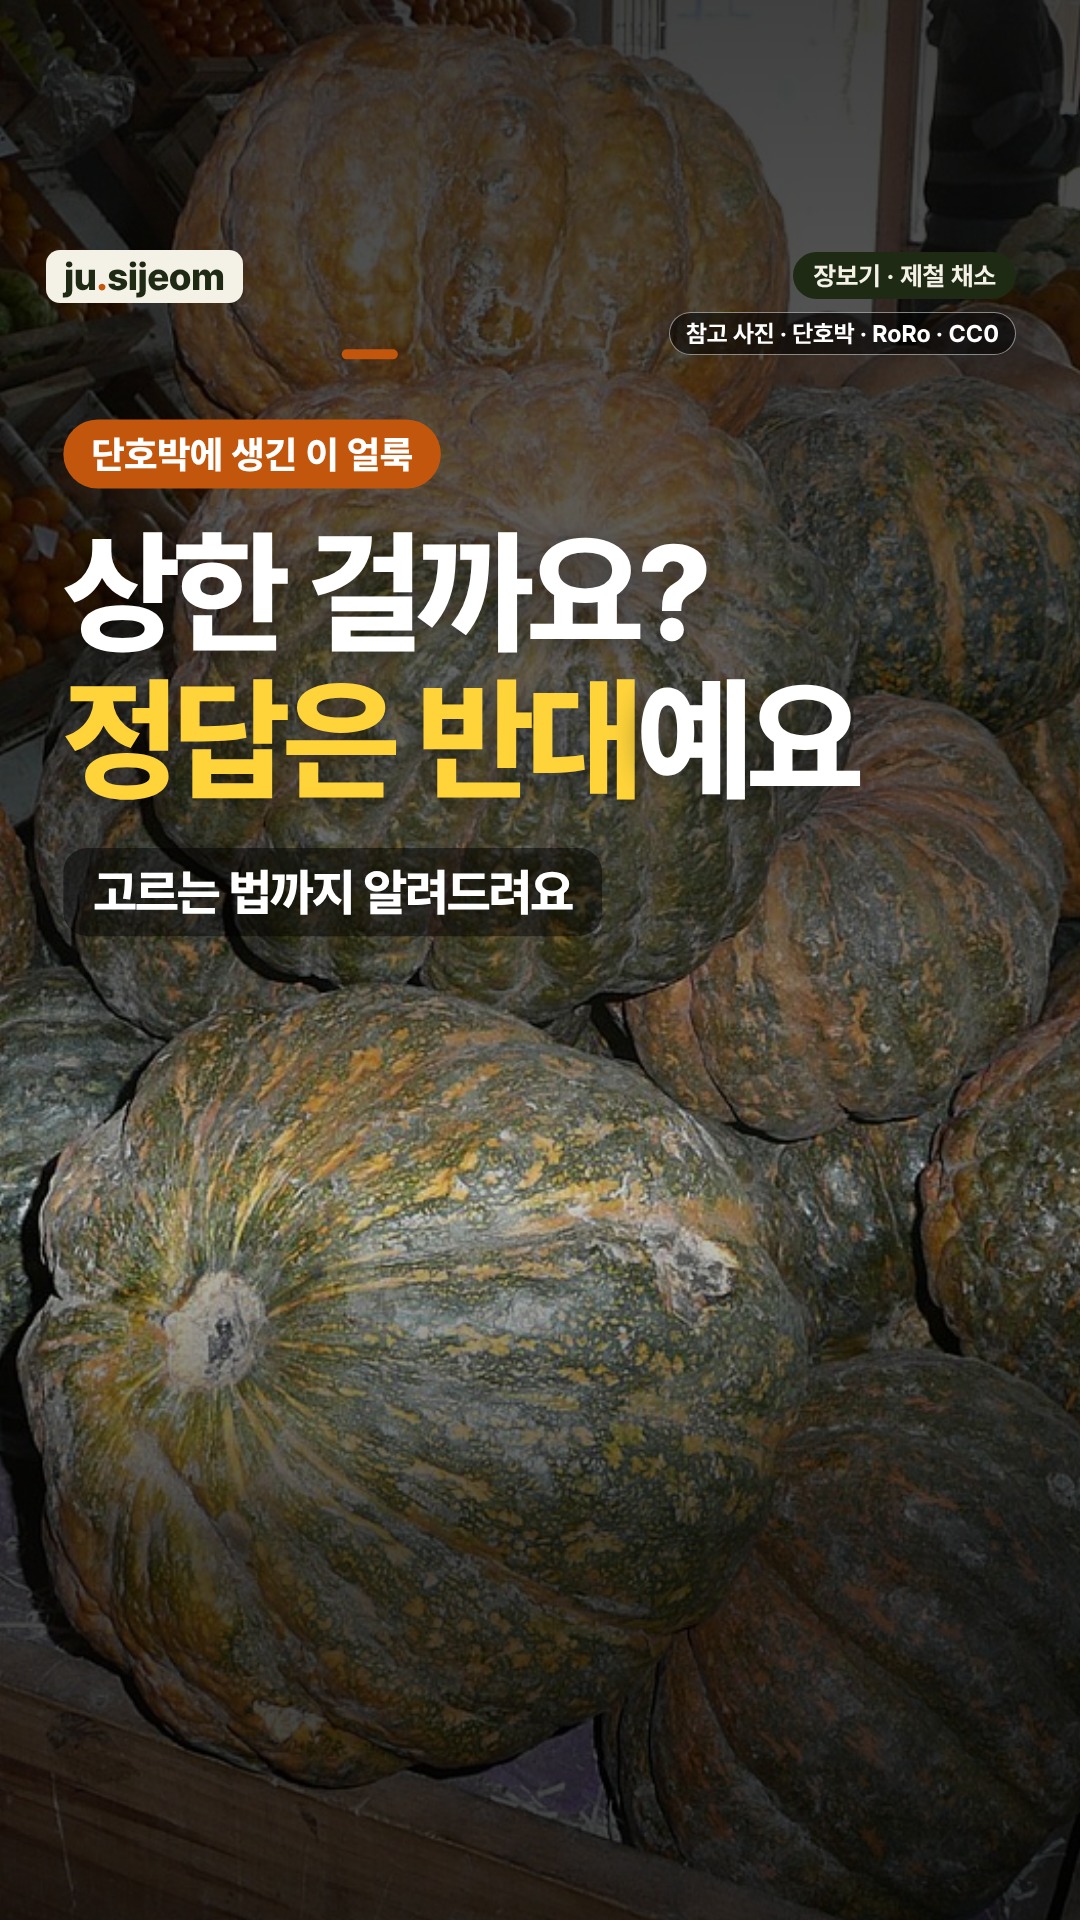 ju.sijeom
장보기 · 제철 채소
참고 사진 · 단호박 · RoRo · CC0
단호박에 생긴 이 얼룩
상한 걸까요?
정답은 반대예요
고르는 법까지 알려드려요